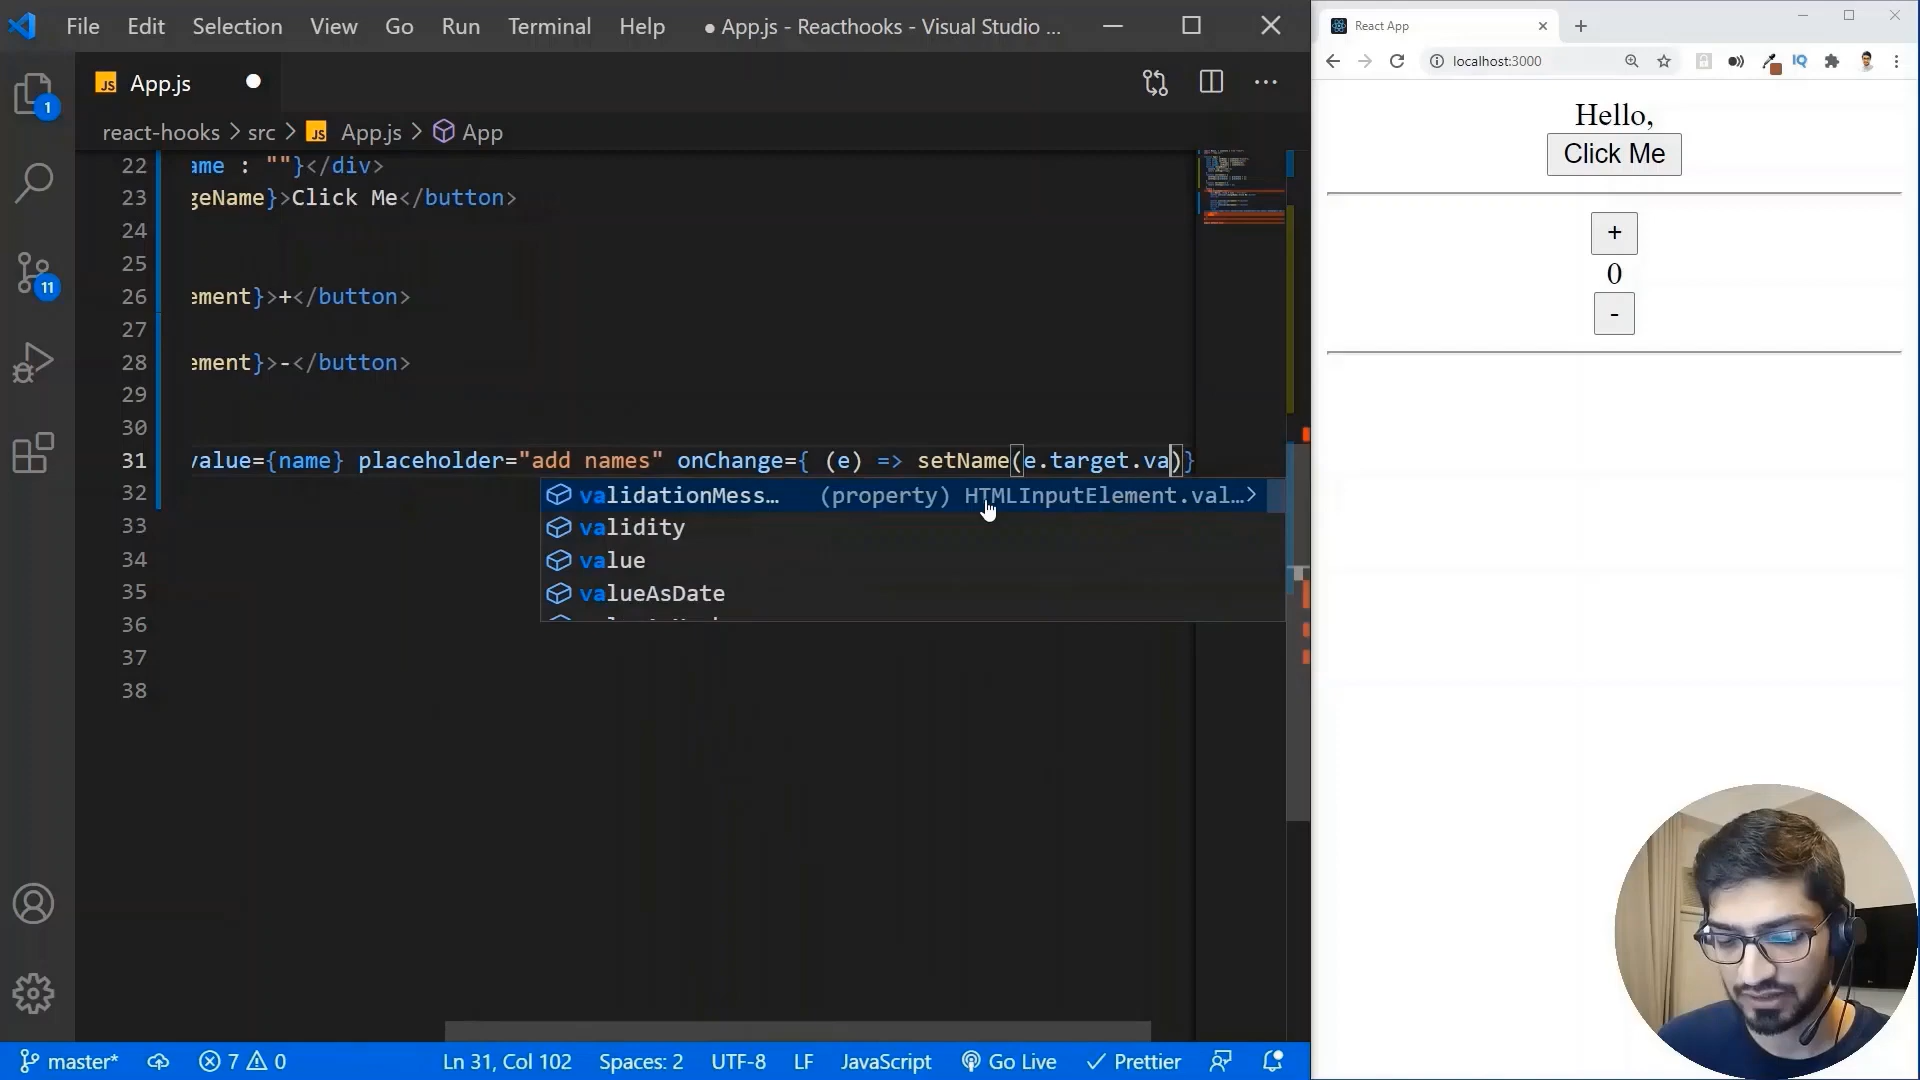 File Edit Selection View Go Run Terminal Help ● App.js - Reacthooks - Visual Studio ...
JS App.js
react-hooks > src > JS App.js > App
22 ame : ""}</div>
23 geName}>Click Me</button>
24
25
26 ement}>+</button>
27
28 ement}>-</button>
29
30
31 value={name} placeholder="add names" onChange={ (e) => setName(e.target.va)}
32
33
34
35
36
37
38
validationMess... (property) HTMLInputElement.val...
validity
value
valueAsDate
1
11
master* 7 0 Ln 31, Col 102 Spaces: 2 UTF-8 LF JavaScript Go Live Prettier
React App
localhost:3000
IQ
Hello,
Click Me
+
0
-